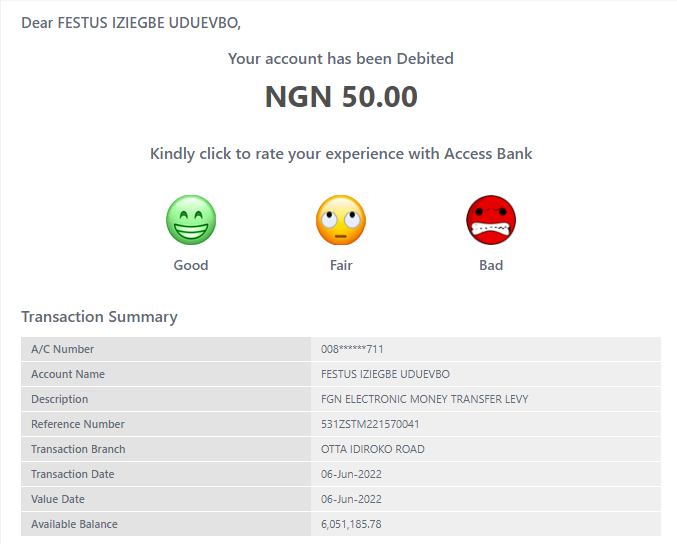 Dear FESTUS IZIEGBE UDUEVBO,
Your account has been Debited
NGN 50.00
Kindly click to rate your experience with Access Bank
Good Fair Bad
Transaction Summary
A/C Number 008******711
Account Name FESTUS IZIEGBE UDUEVBO
Description FGN ELECTRONIC MONEY TRANSFER LEVY
Reference Number 531ZSTM221570041
Transaction Branch OTTA IDIROKO ROAD
Transaction Date 06-Jun-2022
Value Date 06-Jun-2022
Available Balance 6,051,185.78